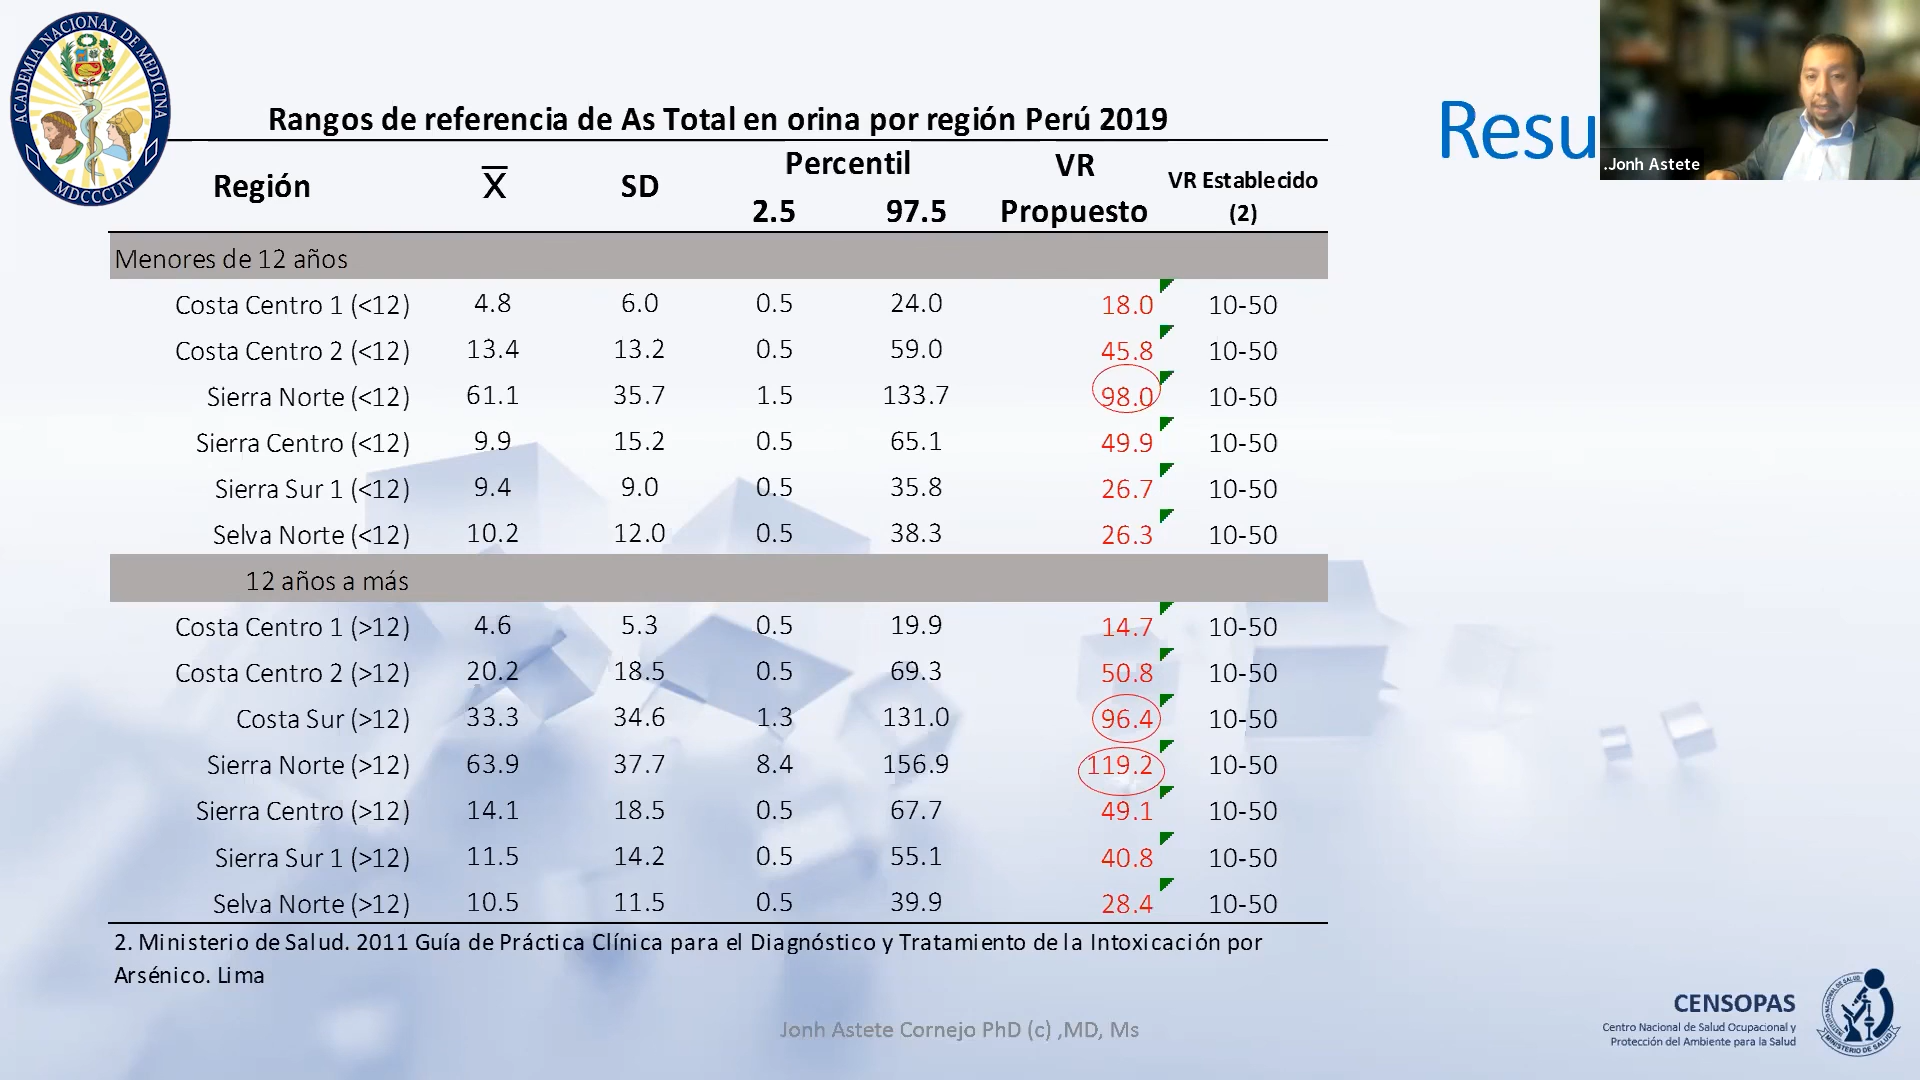 ACADEMIA NACIONAL DE MEDICINA
MDCCCLIV
Resu
.Jonh Astete
Rangos de referencia de As Total en orina por región Perú 2019
Región X SD Percentil VR VR Establecido
2.5 97.5 Propuesto (2)
Menores de 12 años
Costa Centro 1 (<12) 4.8 6.0 0.5 24.0 18.0 10-50
Costa Centro 2 (<12) 13.4 13.2 0.5 59.0 45.8 10-50
Sierra Norte (<12) 61.1 35.7 1.5 133.7 98.0 10-50
Sierra Centro (<12) 9.9 15.2 0.5 65.1 49.9 10-50
Sierra Sur 1 (<12) 9.4 9.0 0.5 35.8 26.7 10-50
Selva Norte (<12) 10.2 12.0 0.5 38.3 26.3 10-50
12 años a más
Costa Centro 1 (>12) 4.6 5.3 0.5 19.9 14.7 10-50
Costa Centro 2 (>12) 20.2 18.5 0.5 69.3 50.8 10-50
Costa Sur (>12) 33.3 34.6 1.3 131.0 96.4 10-50
Sierra Norte (>12) 63.9 37.7 8.4 156.9 119.2 10-50
Sierra Centro (>12) 14.1 18.5 0.5 67.7 49.1 10-50
Sierra Sur 1 (>12) 11.5 14.2 0.5 55.1 40.8 10-50
Selva Norte (>12) 10.5 11.5 0.5 39.9 28.4 10-50
2. Ministerio de Salud. 2011 Guía de Práctica Clínica para el Diagnóstico y Tratamiento de la Intoxicación por
Arsénico. Lima
Jonh Astete Cornejo PhD (c) ,MD, Ms
CENSOPAS
Centro Nacional de Salud Ocupacional y
Protección del Ambiente para la Salud
INSTITUTO NACIONAL DE SALUD
MINISTERIO DE SALUD